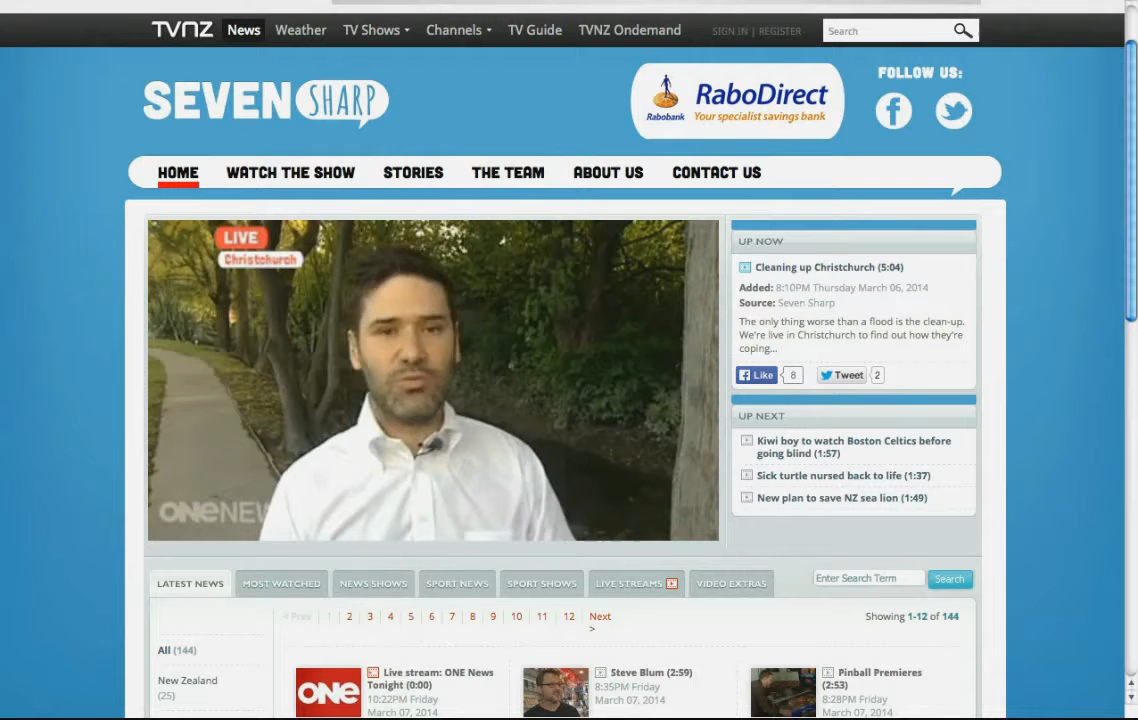 TVNZ News Weather TV Shows Channels TV Guide TVNZ Ondemand SIGN IN | REGISTER Search
SEVEN SHARP
Rabobank
RaboDirect
Your specialist savings bank
FOLLOW US:
HOME WATCH THE SHOW STORIES THE TEAM ABOUT US CONTACT US
LIVE
Christchurch
ONE NEW
UP NOW
Cleaning up Christchurch (5:04)
Added: 8:10PM Thursday March 06, 2014
Source: Seven Sharp
The only thing worse than a flood is the clean-up.
We're live in Christchurch to find out how they're
coping...
Like 8 Tweet 2
UP NEXT
Kiwi boy to watch Boston Celtics before
going blind (1:57)
Sick turtle nursed back to life (1:37)
New plan to save NZ sea lion (1:49)
LATEST NEWS MOST WATCHED NEWS SHOWS SPORT NEWS SPORT SHOWS LIVE STREAMS VIDEO EXTRAS Enter Search Term Search
< Prev 1 2 3 4 5 6 7 8 9 10 11 12 Next
>
Showing 1-12 of 144
All (144)
New Zealand
(25)
ONE
Live stream: ONE News
Tonight (0:00)
10:22PM Friday
March 07, 2014
Steve Blum (2:59)
8:35PM Friday
March 07, 2014
Pinball Premieres
(2:53)
8:28PM Friday
March 07, 2014